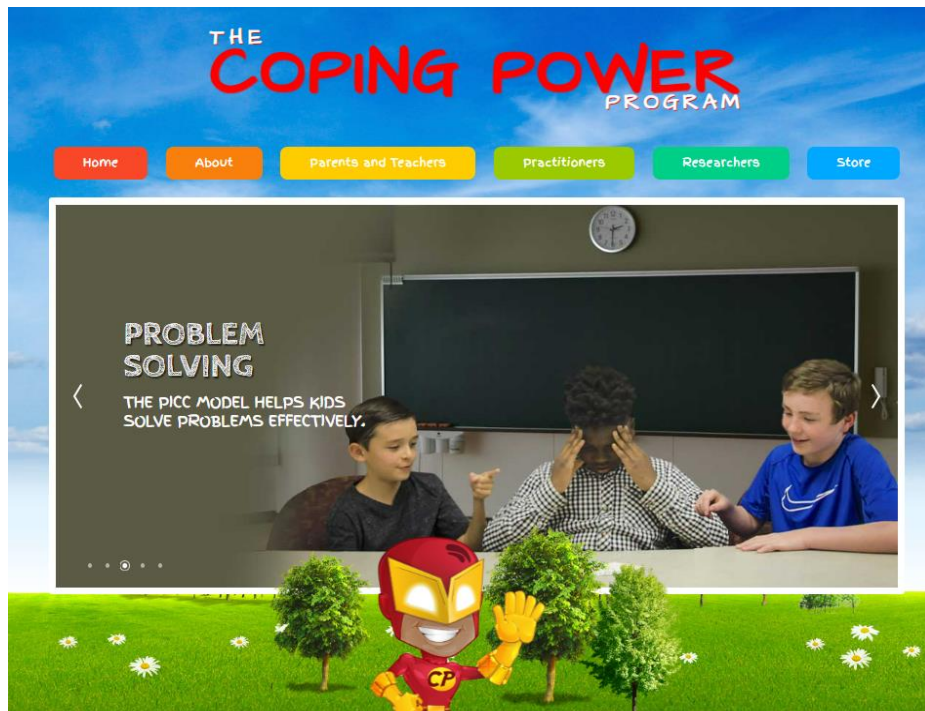 THE
COPING POWER
PROGRAM
Home About Parents and Teachers Practitioners Researchers Store
PROBLEM
SOLVING
THE PICC MODEL HELPS KIDS
SOLVE PROBLEMS EFFECTIVELY.
CP